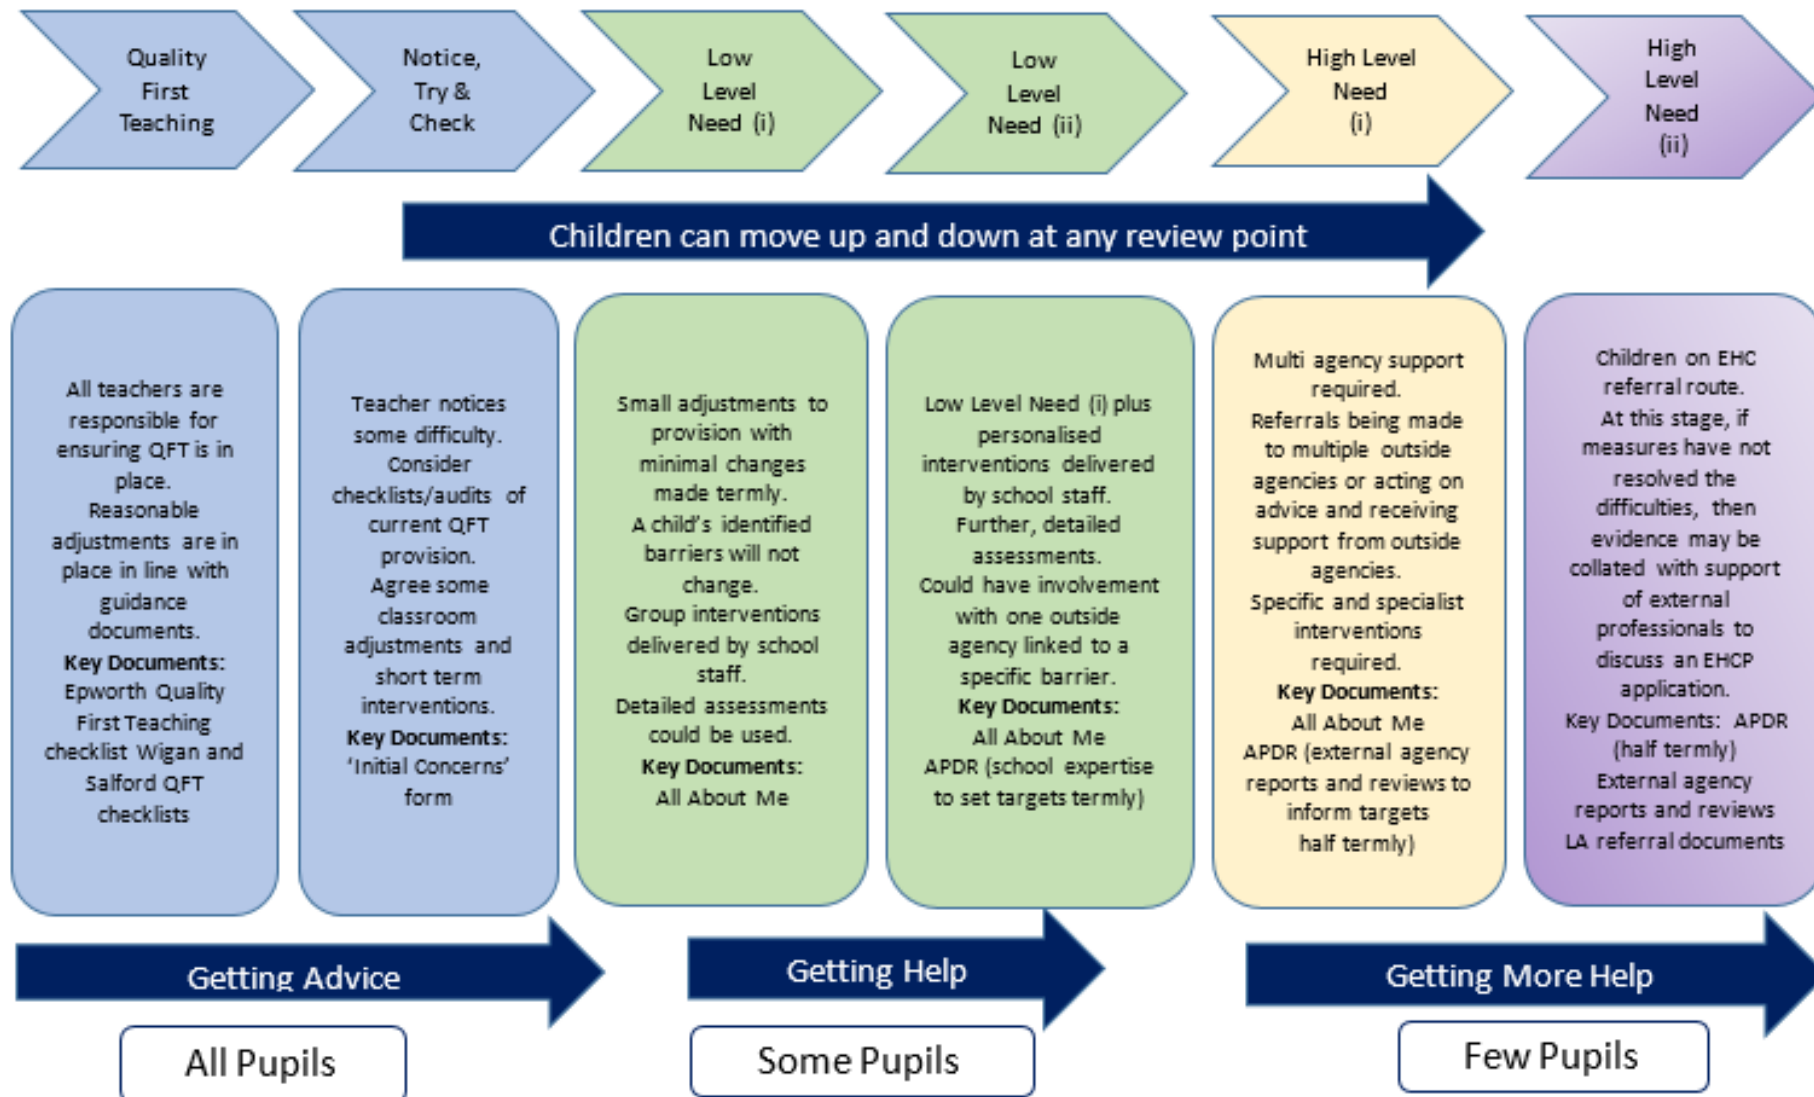 Quality
First
Teaching
Notice,
Try &
Check
Low
Level
Need (i)
Low
Level
Need (ii)
High Level
Need
(i)
High
Level
Need
(ii)
Children can move up and down at any review point
All teachers are
responsible for
ensuring QFT is in
place.
Reasonable
adjustments are in
place in line with
guidance
documents.
Key Documents:
Epworth Quality
First Teaching
checklist Wigan and
Salford QFT
checklists
Teacher notices
some difficulty.
Consider
checklists/audits of
current QFT
provision.
Agree some
classroom
adjustments and
short term
interventions.
Key Documents:
'Initial Concerns'
form
Small adjustments to
provision with
minimal changes
made termly.
A child's identified
barriers will not
change.
Group interventions
delivered by school
staff.
Detailed assessments
could be used.
Key Documents:
All About Me
Low Level Need (i) plus
personalised
interventions delivered
by school staff.
Further, detailed
assessments.
Could have involvement
with one outside
agency linked to a
specific barrier.
Key Documents:
All About Me
APDR (school expertise
to set targets termly)
Multi agency support
required.
Referrals being made
to multiple outside
agencies or acting on
advice and receiving
support from outside
agencies.
Specific and specialist
interventions
required.
Key Documents:
All About Me
APDR (external agency
reports and reviews to
inform targets
half termly)
Children on EHC
referral route.
At this stage, if
measures have not
resolved the
difficulties, then
evidence may be
collated with support
of external
professionals to
discuss an EHCP
application.
Key Documents: APDR
(half termly)
External agency
reports and reviews
LA referral documents
Getting Advice
Getting Help
Getting More Help
All Pupils
Some Pupils
Few Pupils